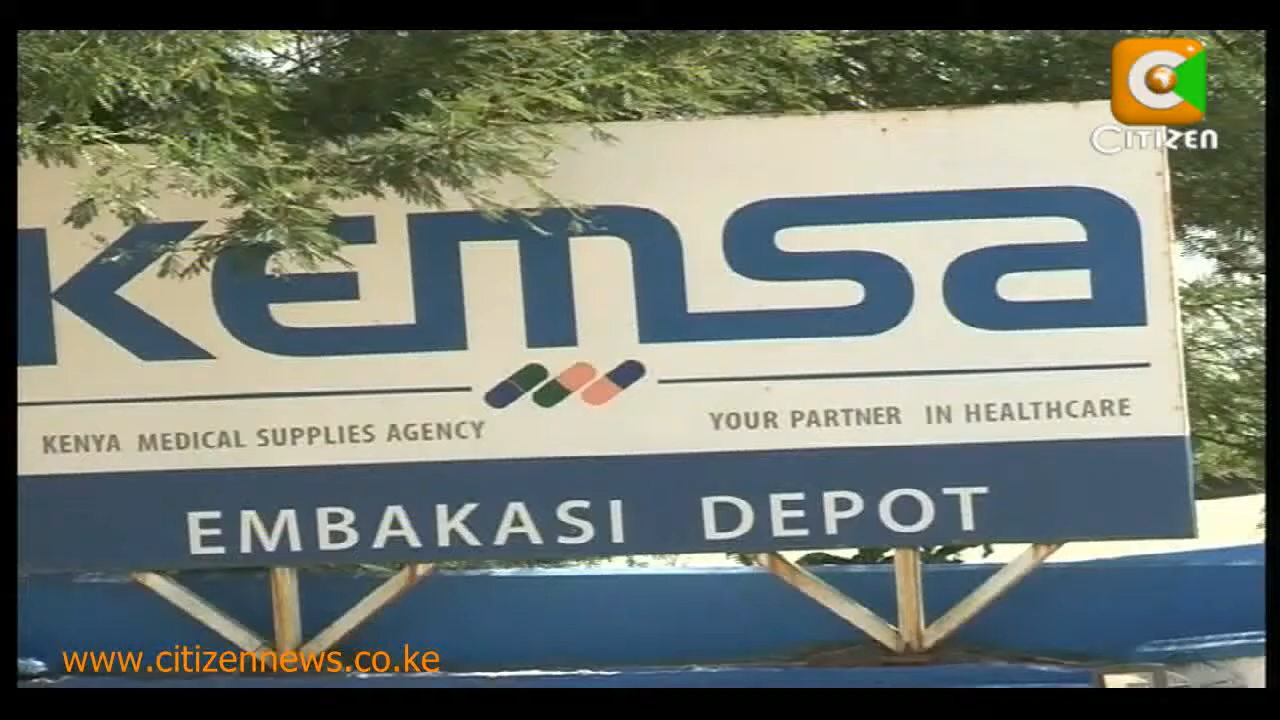 CITIZEN
kemsa
KENYA MEDICAL SUPPLIES AGENCY
YOUR PARTNER IN HEALTHCARE
EMBAKASI DEPOT
www.citizennews.co.ke